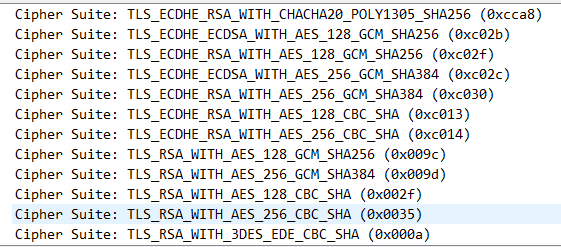 Cipher Suite: TLS_ECDHE_RSA_WITH_CHACHA20_POLY1305_SHA256 (0xcca8)
Cipher Suite: TLS_ECDHE_ECDSA_WITH_AES_128_GCM_SHA256 (0xc02b)
Cipher Suite: TLS_ECDHE_RSA_WITH_AES_128_GCM_SHA256 (0xc02f)
Cipher Suite: TLS_ECDHE_ECDSA_WITH_AES_256_GCM_SHA384 (0xc02c)
Cipher Suite: TLS_ECDHE_RSA_WITH_AES_256_GCM_SHA384 (0xc030)
Cipher Suite: TLS_ECDHE_RSA_WITH_AES_128_CBC_SHA (0xc013)
Cipher Suite: TLS_ECDHE_RSA_WITH_AES_256_CBC_SHA (0xc014)
Cipher Suite: TLS_RSA_WITH_AES_128_GCM_SHA256 (0x009c)
Cipher Suite: TLS_RSA_WITH_AES_256_GCM_SHA384 (0x009d)
Cipher Suite: TLS_RSA_WITH_AES_128_CBC_SHA (0x002f)
Cipher Suite: TLS_RSA_WITH_AES_256_CBC_SHA (0x0035)
Cipher Suite: TLS_RSA_WITH_3DES_EDE_CBC_SHA (0x000a)